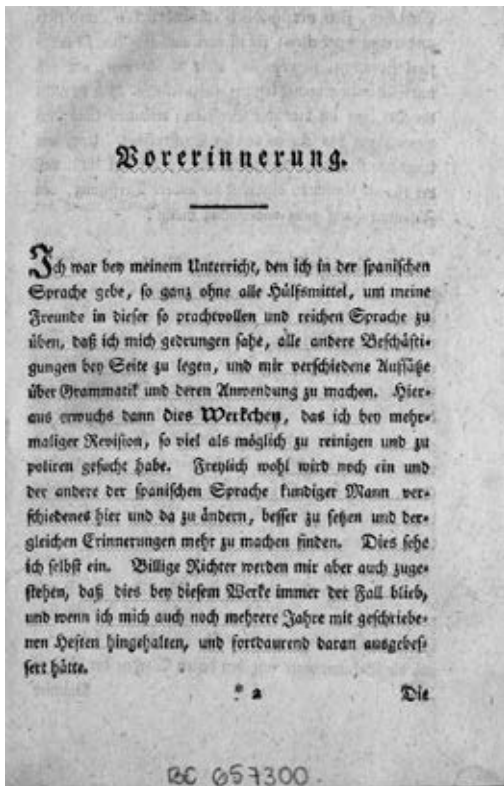 Vorerinnerung.
Ich war bey meinem Unterricht, den ich in der spanischen
Sprache gebe, so ganz ohne alle Hülfsmittel, um meine
Freunde in dieser so prachtvollen und reichen Sprache zu
üben, daß ich mich gedrungen sahe, alle andere Beschäfti-
gungen bey Seite zu legen, und mir verschiedene Aufsätze
über Grammatik und deren Anwendung zu machen. Hier-
aus erwuchs dann dies Werkchen, das ich bey mehr-
maliger Revision, so viel als möglich zu reinigen und zu
poliren gesucht habe. Freylich wohl wird noch ein und
der andere der spanischen Sprache kundiger Mann ver-
schiedenes hier und da zu ändern, besser zu setzen und der-
gleichen Erinnerungen mehr zu machen finden. Dies sehe
ich selbst ein. Billige Richter werden mir aber auch zuge-
stehen, daß dies bey diesem Werke immer der Fall blieb,
und wenn ich mich auch noch mehrere Jahre mit geschriebe-
nen Heften hingehalten, und fortdaurend daran ausgebes-
sert hätte.
* 2 Die
BC 657300.